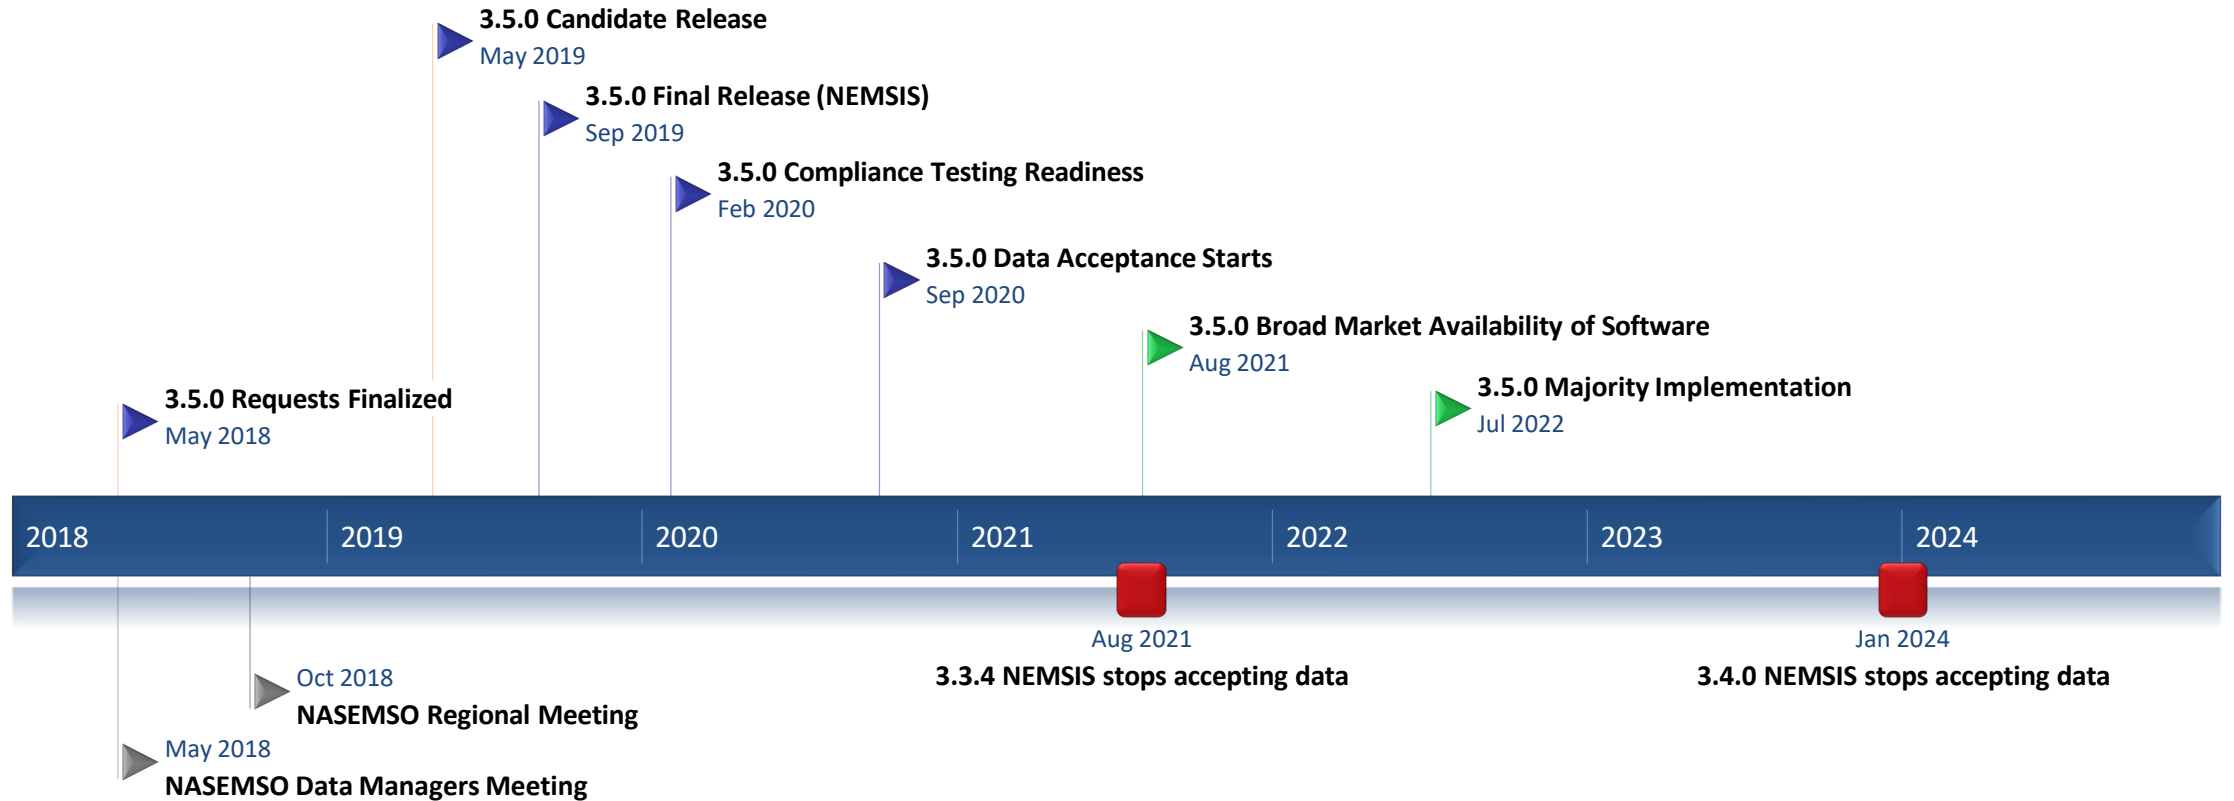 3.5.0 Candidate Release
May 2019
3.5.0 Final Release (NEMSIS)
Sep 2019
3.5.0 Compliance Testing Readiness
Feb 2020
3.5.0 Data Acceptance Starts
Sep 2020
3.5.0 Broad Market Availability of Software
Aug 2021
3.5.0 Majority Implementation
Jul 2022
3.5.0 Requests Finalized
May 2018
2018
2019
2020
2021
2022
2023
2024
Aug 2021
3.3.4 NEMSIS stops accepting data
Jan 2024
3.4.0 NEMSIS stops accepting data
Oct 2018
NASEMSO Regional Meeting
May 2018
NASEMSO Data Managers Meeting